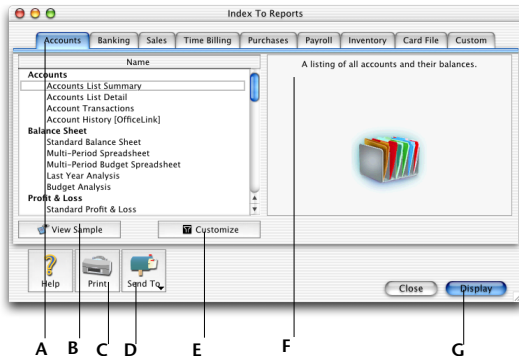 Index To Reports
Accounts Banking Sales Time Billing Purchases Payroll Inventory Card File Custom
Name
Accounts
Accounts List Summary
Accounts List Detail
Account Transactions
Account History [OfficeLink]
Balance Sheet
Standard Balance Sheet
Multi-Period Spreadsheet
Multi-Period Budget Spreadsheet
Last Year Analysis
Budget Analysis
Profit & Loss
Standard Profit & Loss
A listing of all accounts and their balances.
View Sample Customize
Help Print Send To
Close Display
A B C D E F G